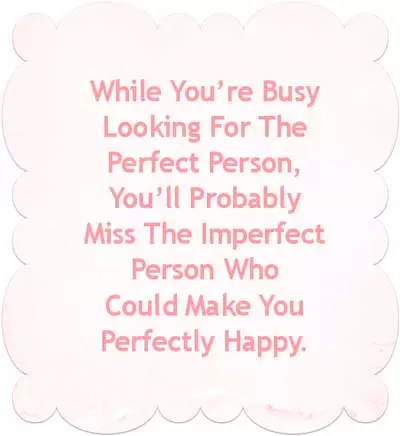 While You’re Busy
Looking For The
Perfect Person,
You’ll Probably
Miss The Imperfect
Person Who
Could Make You
Perfectly Happy.